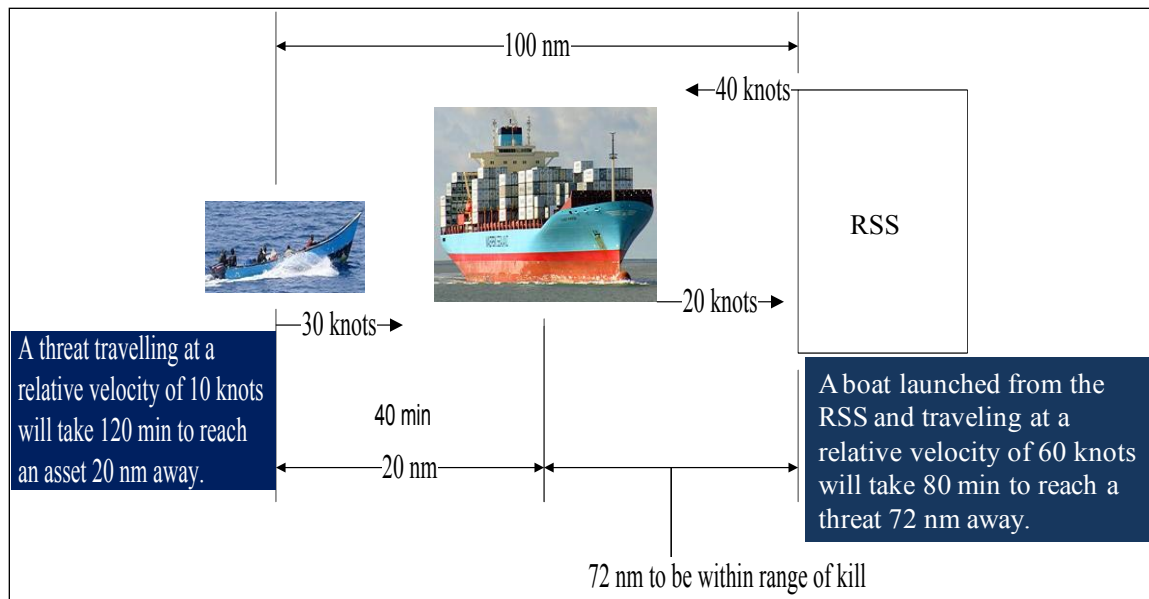 100 nm
40 knots
RSS
20 knots
30 knots
A threat travelling at a
relative velocity of 10 knots
will take 120 min to reach
an asset 20 nm away.
40 min
20 nm
A boat launched from the
RSS and traveling at a
relative velocity of 60 knots
will take 80 min to reach a
threat 72 nm away.
72 nm to be within range of kill